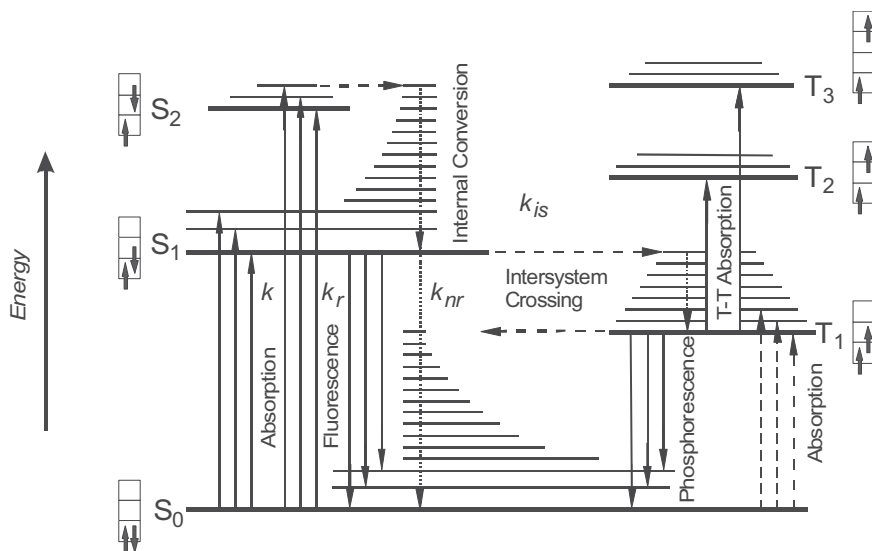 S2
T3
T2
Internal Conversion
kis
S1
Energy
k
kr
knr
Intersystem
Crossing
T-T Absorption
T1
Absorption
Fluorescence
Phosphorescence
Absorption
S0